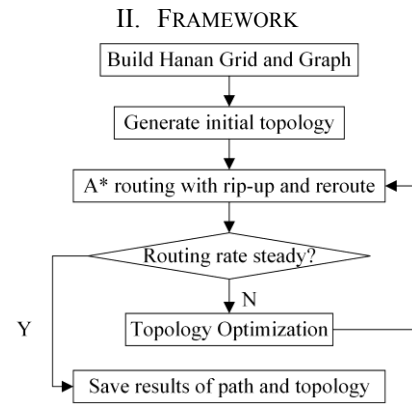 II. FRAMEWORK
Build Hanan Grid and Graph
Generate initial topology
A* routing with rip-up and reroute
Routing rate steady?
N
Y
Topology Optimization
Save results of path and topology